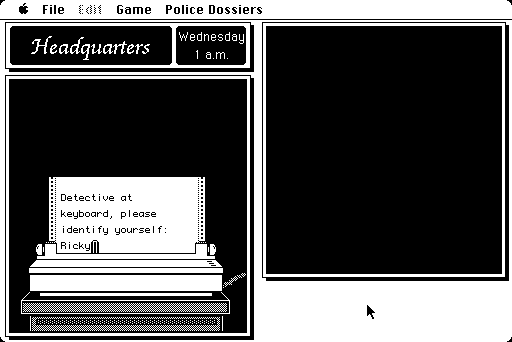 File Edit Game Police Dossiers
Headquarters
Wednesday
1 a.m.
Detective at
keyboard, please
identify yourself:
Ricky